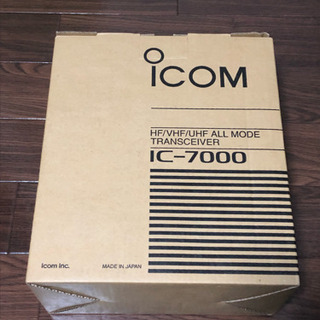 ICOM
HF/VHF/UHF ALL MODE
TRANSCEIVER
IC-7000
Icom Inc.
MADE IN JAPAN